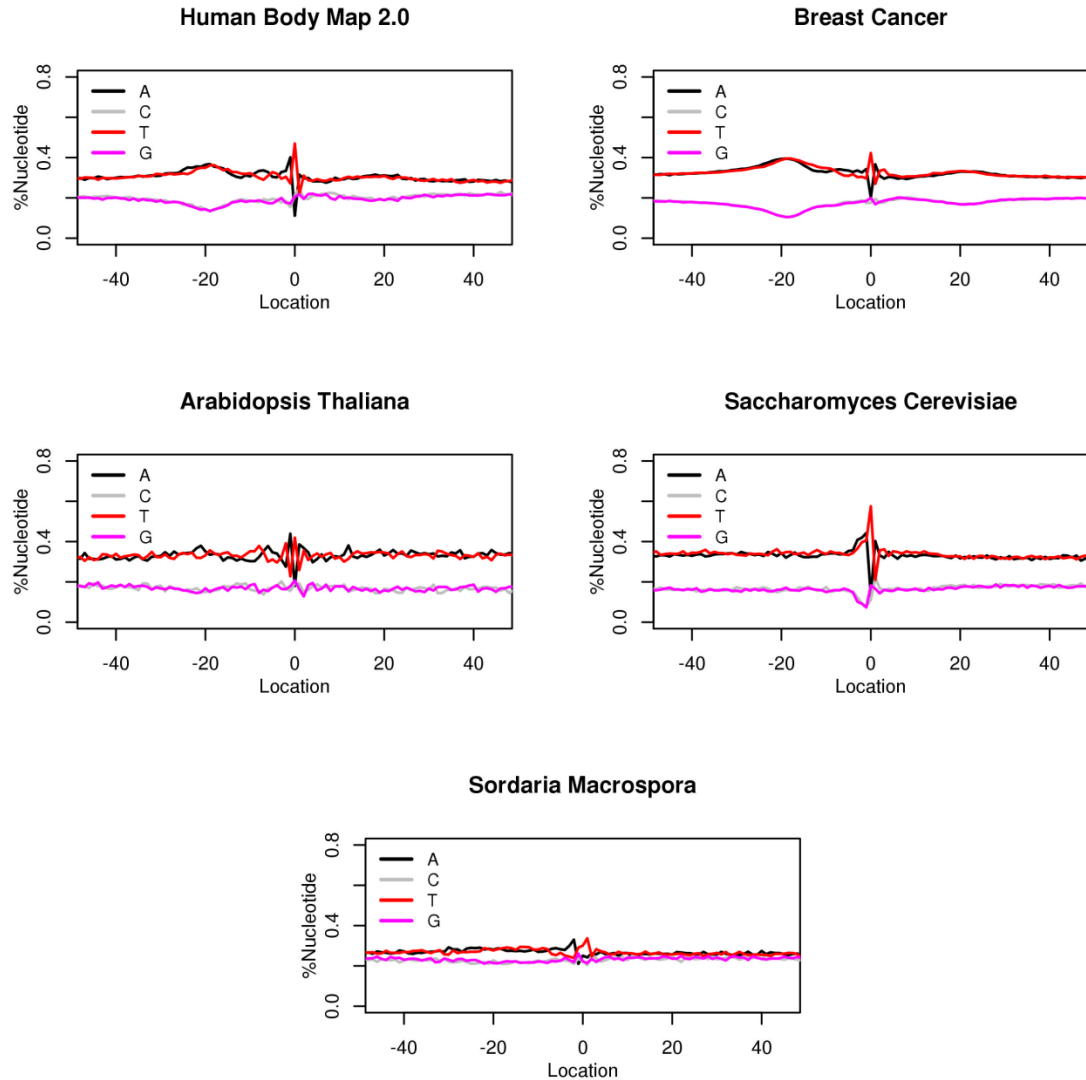 Human Body Map 2.0
%Nucleotide
0.8
0.4
0.0
A
C
T
G
-40 -20 0 20 40
Location
Breast Cancer
%Nucleotide
0.8
0.4
0.0
A
C
T
G
-40 -20 0 20 40
Location
Arabidopsis Thaliana
%Nucleotide
0.8
0.4
0.0
A
C
T
G
-40 -20 0 20 40
Location
Saccharomyces Cerevisiae
%Nucleotide
0.8
0.4
0.0
A
C
T
G
-40 -20 0 20 40
Location
Sordaria Macrospora
%Nucleotide
0.8
0.4
0.0
A
C
T
G
-40 -20 0 20 40
Location